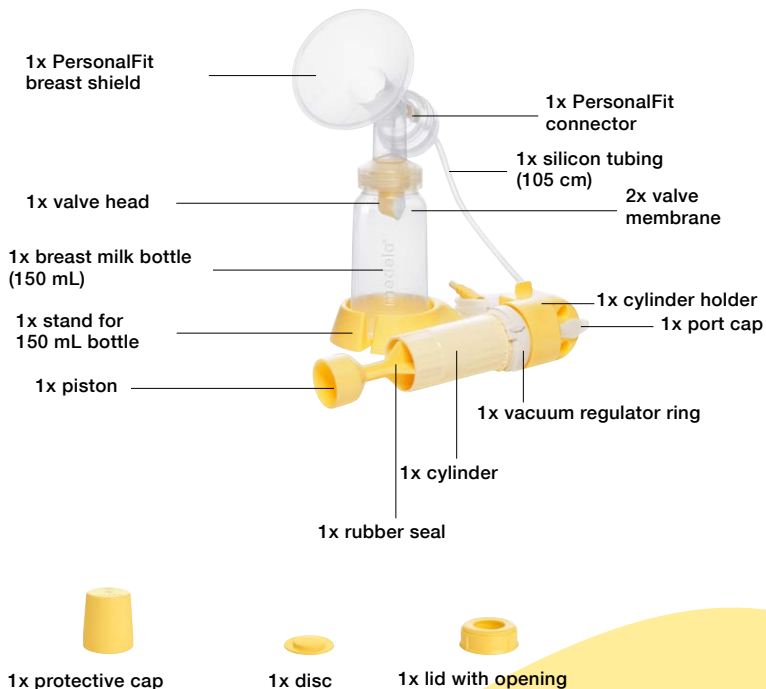 1x PersonalFit
breast shield
1x PersonalFit
connector
1x silicon tubing
(105 cm)
1x valve head
2x valve
membrane
1x breast milk bottle
(150 mL)
medela
1x cylinder holder
1x stand for
150 mL bottle
1x port cap
1x piston
1x vacuum regulator ring
1x cylinder
1x rubber seal
1x protective cap
1x disc
1x lid with opening